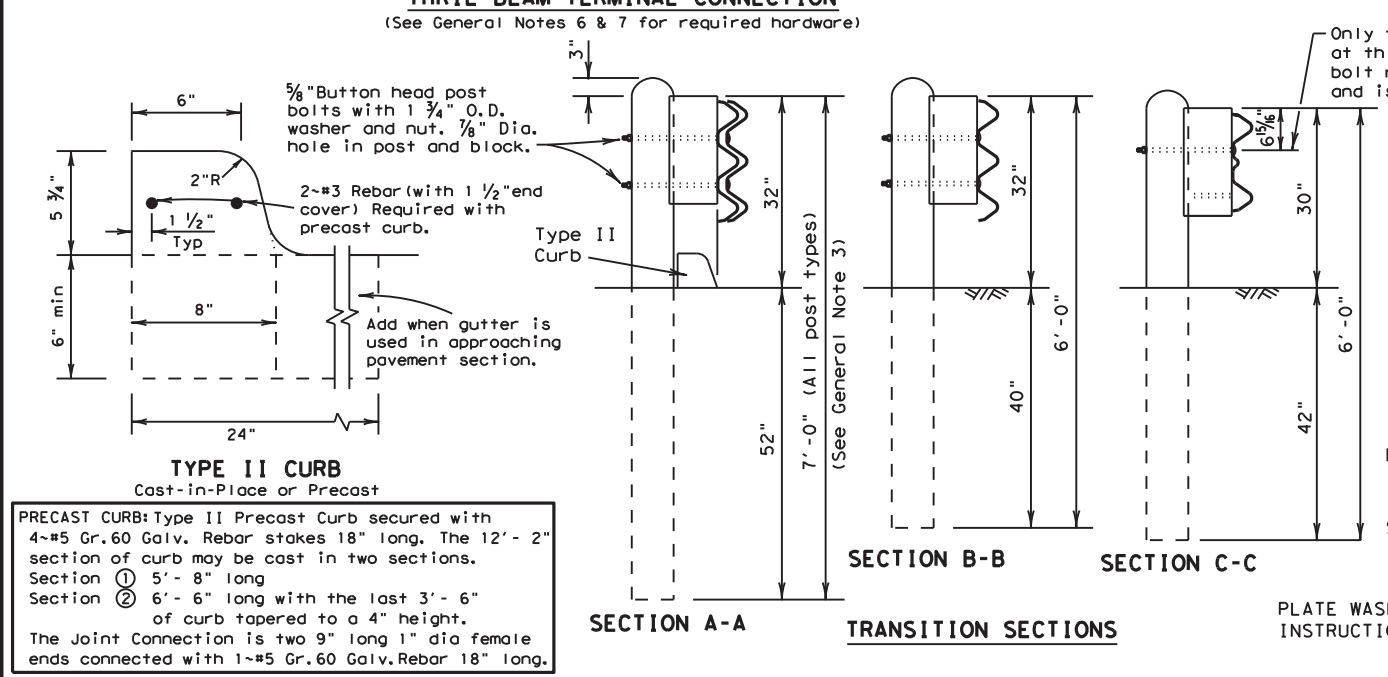 THRIE BEAM TERMINAL CONNECTION
(See General Notes 6 & 7 for required hardware)
6"
5 3/4"
2"R
1 1/2"
Typ
6" min
8"
24"
5/8"Button head post
bolts with 1 3/4" O.D.
washer and nut. 7/8" Dia.
hole in post and block.
2~#3 Rebar (with 1 1/2"end
cover) Required with
precast curb.
Add when gutter is
used in approaching
pavement section.
TYPE II CURB
Cast-in-Place or Precast
PRECAST CURB: Type II Precast Curb secured with
4~#5 Gr.60 Galv. Rebar stakes 18" long. The 12'- 2"
section of curb may be cast in two sections.
Section ① 5'- 8" long
Section ② 6'- 6" long with the last 3'- 6"
of curb tapered to a 4" height.
The Joint Connection is two 9" long 1" dia female
ends connected with 1~#5 Gr.60 Galv.Rebar 18" long.
3"
Type II
Curb
32"
52"
7'-0" (All post types)
(See General Note 3)
SECTION A-A
32"
40"
6'-0"
SECTION B-B
TRANSITION SECTIONS
Only
at
bolt
and
6 15/16"
30"
42"
6'-0"
SECTION C-C
PLATE